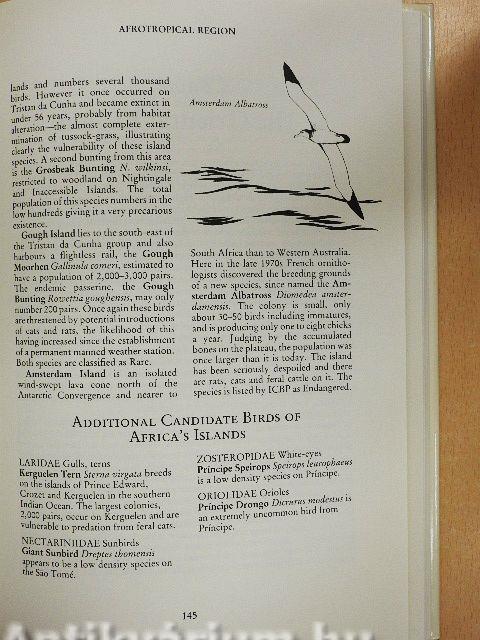 AFROTROPICAL REGION
lands and numbers several thousand
birds. However it once occurred on
Tristan da Cunha and became extinct in
under 56 years, probably from habitat
alteration—the almost complete exter-
mination of tussock-grass, illustrating
clearly the vulnerability of these island
species. A second bunting from this area
is the Grosbeak Bunting N. wilkinsi,
restricted to woodland on Nightingale
and Inaccessible Islands. The total
population of this species numbers in the
low hundreds giving it a very precarious
existence.
Gough Island lies to the south-east of
the Tristan da Cunha group and also
harbours a flightless rail, the Gough
Moorhen Gallinula comeri, estimated to
have a population of 2,000–3,000 pairs.
The endemic passerine, the Gough
Bunting Rowettia goughensis, may only
number 200 pairs. Once again these birds
are threatened by potential introductions
of cats and rats, the likelihood of this
having increased since the establishment
of a permanent manned weather station.
Both species are classified as Rare.
Amsterdam Island is an isolated
wind-swept lava cone north of the
Antarctic Convergence and nearer to
Amsterdam Albatross
South Africa than to Western Australia.
Here in the late 1970s French ornitho-
logists discovered the breeding grounds
of a new species, since named the Am-
sterdam Albatross Diomedea amster-
damensis. The colony is small, only
about 30–50 birds including immatures,
and is producing only one to eight chicks
a year. Judging by the accumulated
bones on the plateau, the population was
once larger than it is today. The island
has been seriously despoiled and there
are rats, cats and feral cattle on it. The
species is listed by ICBP as Endangered.
ADDITIONAL CANDIDATE BIRDS OF
AFRICA'S ISLANDS
LARIDAE Gulls, terns
Kerguelen Tern Sterna virgata breeds
on the islands of Prince Edward,
Crozet and Kerguelen in the southern
Indian Ocean. The largest colonies,
2,000 pairs, occur on Kerguelen and are
vulnerable to predation from feral cats.
NECTARINIIDAE Sunbirds
Giant Sunbird Dreptes thomensis
appears to be a low density species on
the São Tomé.
ZOSTEROPIDAE White-eyes
Príncipe Speirops Speirops leucophaeus
is a low density species on Príncipe.
ORIOLIDAE Orioles
Príncipe Drongo Dicrurus modestus is
an extremely uncommon bird from
Príncipe.
145
Antikvárium.hu